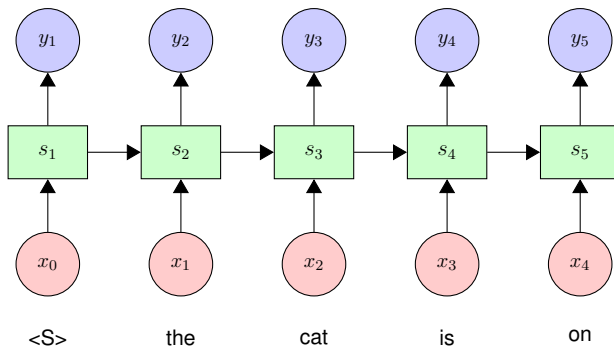 y₁ y₂ y₃ y₄ y₅
s₁ s₂ s₃ s₄ s₅
x₀ x₁ x₂ x₃ x₄
<S> the cat is on